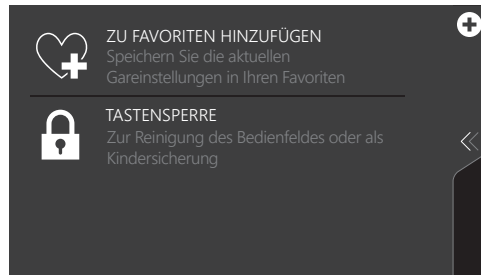 ZU FAVORITEN HINZUFÜGEN
Speichern Sie die aktuellen
Gareinstellungen in Ihren Favoriten
TASTENSPERRE
Zur Reinigung des Bedienfeldes oder als
Kindersicherung